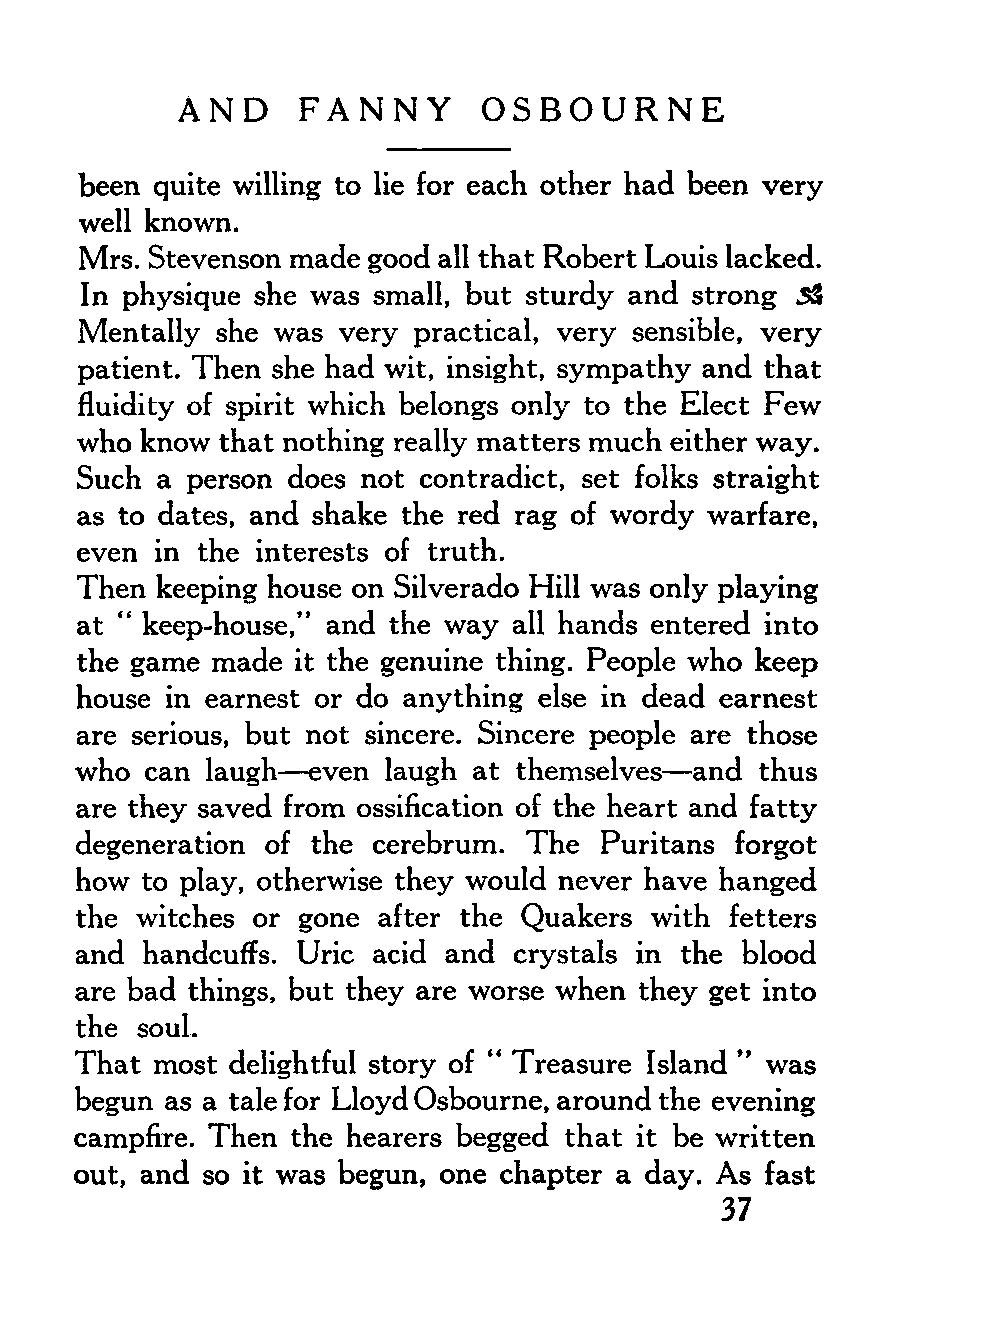 AND FANNY OSBOURNE
been quite willing to lie for each other had been very
well known.
Mrs. Stevenson made good all that Robert Louis lacked.
In physique she was small, but sturdy and strong
Mentally she was very practical, very sensible, very
patient. Then she had wit, insight, sympathy and that
fluidity of spirit which belongs only to the Elect Few
who know that nothing really matters much either way.
Such a person does not contradict, set folks straight
as to dates, and shake the red rag of wordy warfare,
even in the interests of truth.
Then keeping house on Silverado Hill was only playing
at " keep-house," and the way all hands entered into
the game made it the genuine thing. People who keep
house in earnest or do anything else in dead earnest
are serious, but not sincere. Sincere people are those
who can laugh—even laugh at themselves—and thus
are they saved from ossification of the heart and fatty
degeneration of the cerebrum. The Puritans forgot
how to play, otherwise they would never have hanged
the witches or gone after the Quakers with fetters
and handcuffs. Uric acid and crystals in the blood
are bad things, but they are worse when they get into
the soul.
That most delightful story of " Treasure Island " was
begun as a tale for Lloyd Osbourne, around the evening
campfire. Then the hearers begged that it be written
out, and so it was begun, one chapter a day. As fast
37